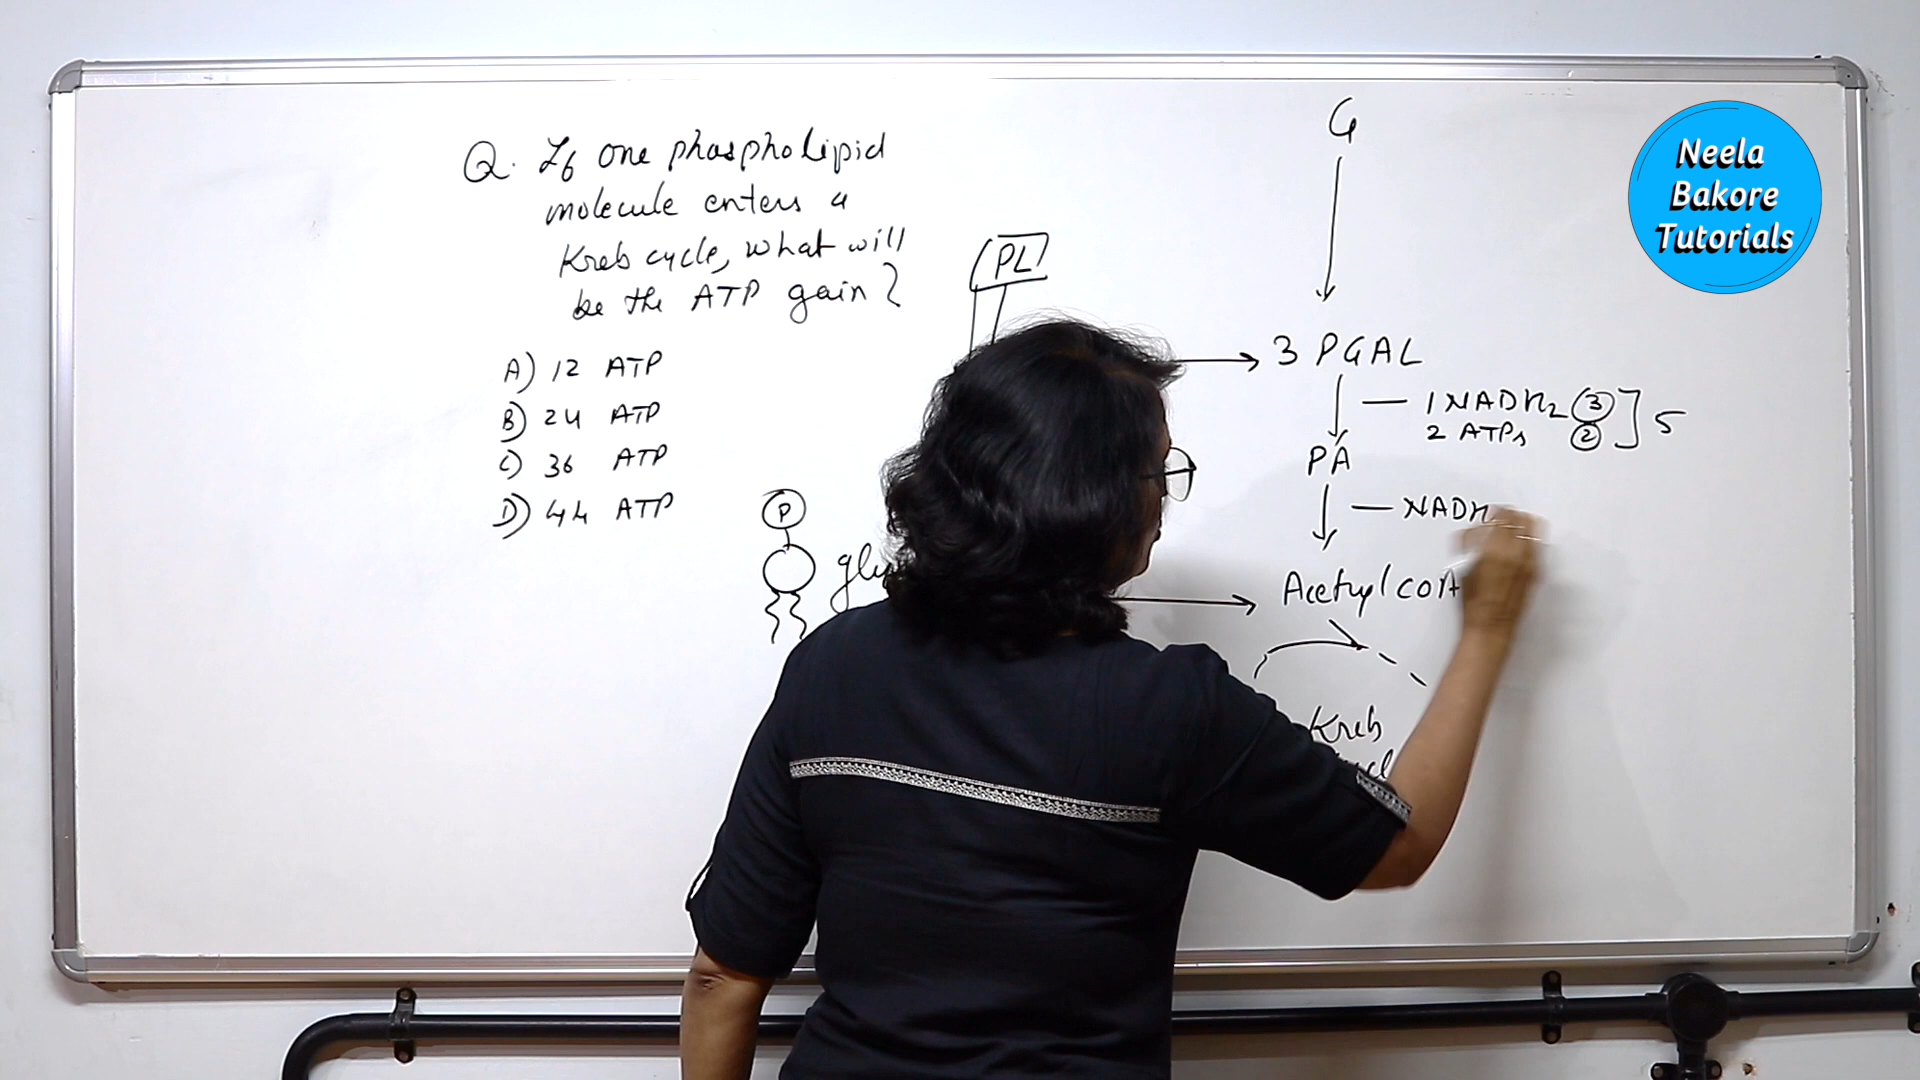 Q. If one phospholipid
molecule enters a
Kreb cycle, what will
be the ATP gain?
A) 12 ATP
B) 24 ATP
C) 36 ATP
D) 44 ATP
P
PL
G
3 PGAL
1 NADH2 3 ] 5
2 ATPs 2
PA
NADH
Acetyl CoA
Kreb
Neela
Bakore
Tutorials